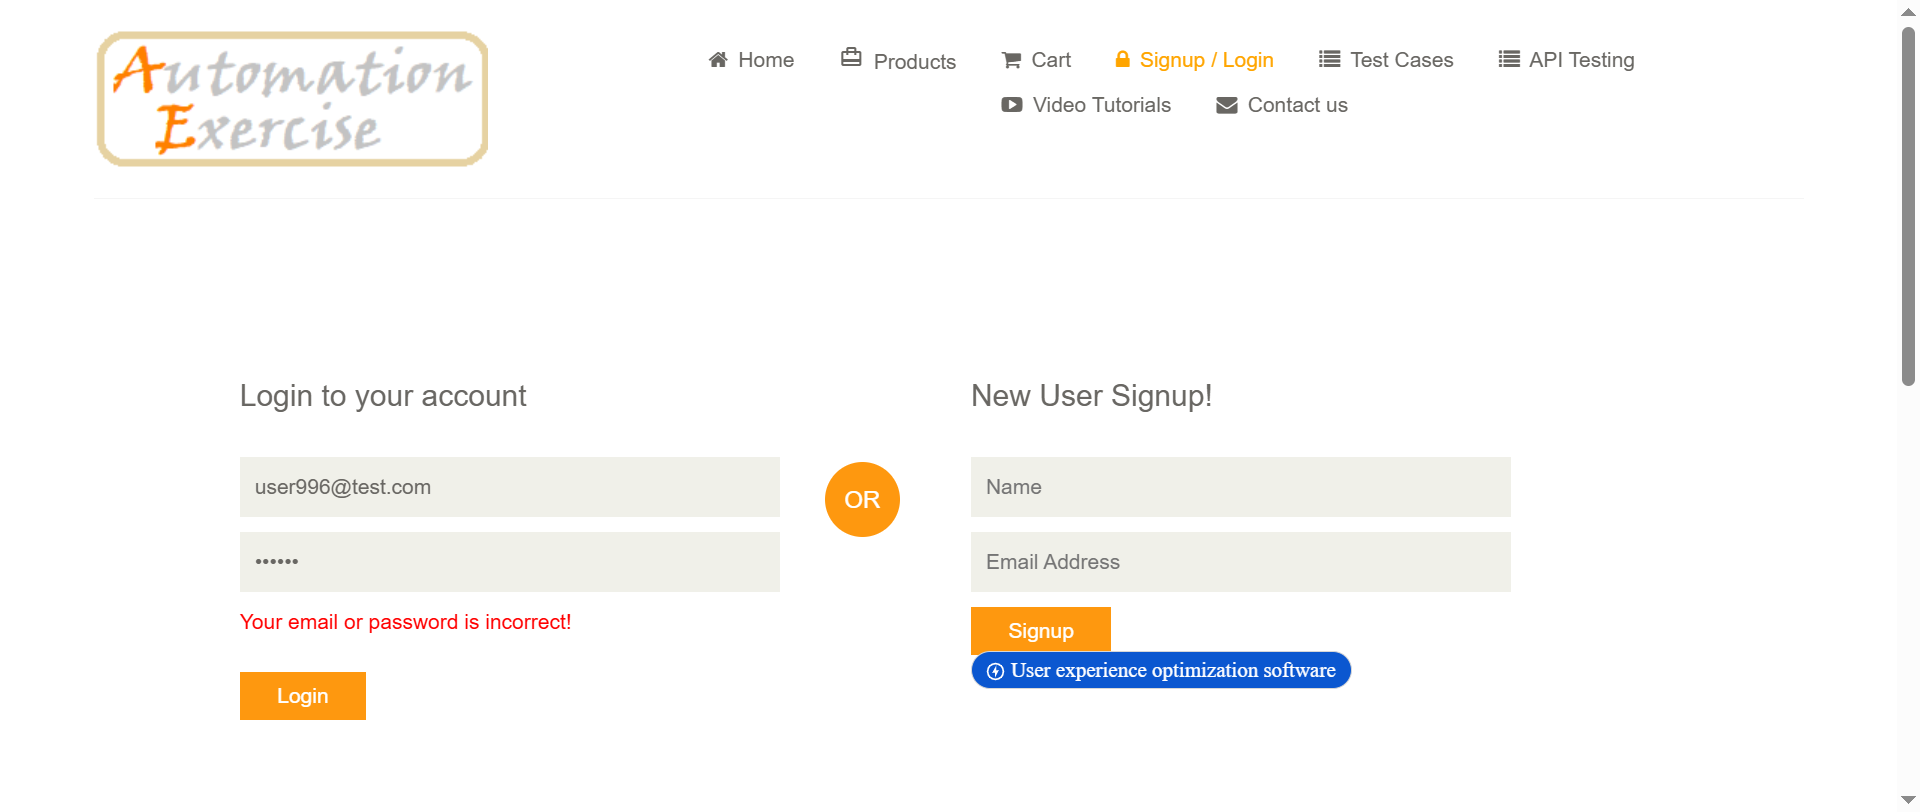 Automation
Exercise
Home
Products
Cart
Signup / Login
Test Cases
API Testing
Video Tutorials
Contact us
Login to your account
user996@test.com
••••••
Your email or password is incorrect!
Login
OR
New User Signup!
Name
Email Address
Signup
User experience optimization software